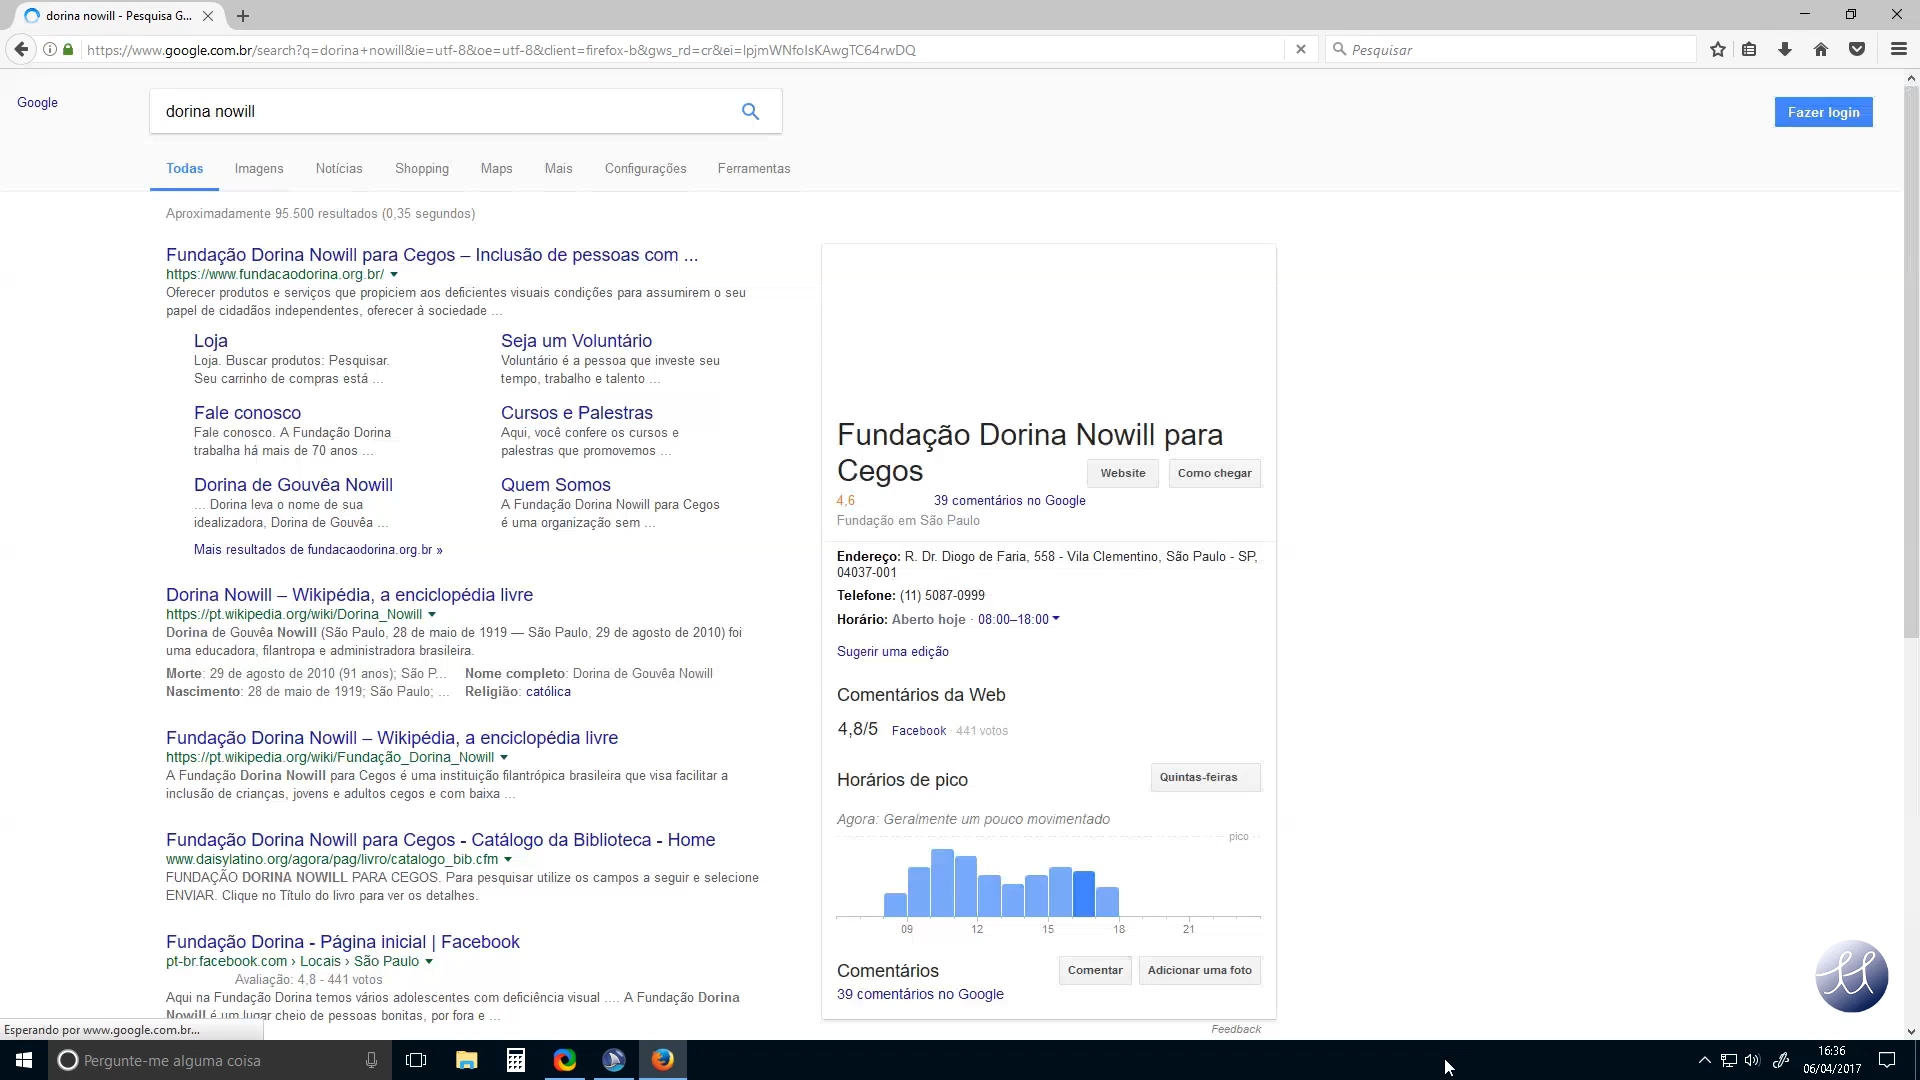 dorina nowill - Pesquisa G...
https://www.google.com.br/search?q=dorina+nowill&ie=utf-8&oe=utf-8&client=firefox-b&gws_rd=cr&ei=IpjmWNfoIsKAwgTC64rwDQ
Pesquisar
Google
dorina nowill
Fazer login
Todas Imagens Notícias Shopping Maps Mais Configurações Ferramentas
Aproximadamente 95.500 resultados (0,35 segundos)
Fundação Dorina Nowill para Cegos – Inclusão de pessoas com ...
https://www.fundacaodorina.org.br/
Oferecer produtos e serviços que propiciem aos deficientes visuais condições para assumirem o seu
papel de cidadãos independentes, oferecer à sociedade ...
Loja
Loja. Buscar produtos: Pesquisar.
Seu carrinho de compras está ...
Seja um Voluntário
Voluntário é a pessoa que investe seu
tempo, trabalho e talento ...
Fale conosco
Fale conosco. A Fundação Dorina
trabalha há mais de 70 anos ...
Cursos e Palestras
Aqui, você confere os cursos e
palestras que promovemos ...
Dorina de Gouvêa Nowill
... Dorina leva o nome de sua
idealizadora, Dorina de Gouvêa ...
Quem Somos
A Fundação Dorina Nowill para Cegos
é uma organização sem ...
Mais resultados de fundacaodorina.org.br »
Dorina Nowill – Wikipédia, a enciclopédia livre
https://pt.wikipedia.org/wiki/Dorina_Nowill
Dorina de Gouvêa Nowill (São Paulo, 28 de maio de 1919 — São Paulo, 29 de agosto de 2010) foi
uma educadora, filantropa e administradora brasileira.
Morte: 29 de agosto de 2010 (91 anos); São P... Nome completo: Dorina de Gouvêa Nowill
Nascimento: 28 de maio de 1919; São Paulo; ... Religião: católica
Fundação Dorina Nowill – Wikipédia, a enciclopédia livre
https://pt.wikipedia.org/wiki/Fundação_Dorina_Nowill
A Fundação Dorina Nowill para Cegos é uma instituição filantrópica brasileira que visa facilitar a
inclusão de crianças, jovens e adultos cegos e com baixa ...
Fundação Dorina Nowill para Cegos - Catálogo da Biblioteca - Home
www.daisylatino.org/agora/pag/livro/catalogo_bib.cfm
FUNDAÇÃO DORINA NOWILL PARA CEGOS. Para pesquisar utilize os campos a seguir e selecione
ENVIAR. Clique no Título do livro para ver os detalhes.
Fundação Dorina - Página inicial | Facebook
pt-br.facebook.com › Locais › São Paulo
Avaliação: 4,8 - 441 votos
Aqui na Fundação Dorina temos vários adolescentes com deficiência visual .... A Fundação Dorina
Nowill é um lugar cheio de pessoas bonitas, por fora e ...
Fundação Dorina Nowill para
Cegos
Website Como chegar
4,6 39 comentários no Google
Fundação em São Paulo
Endereço: R. Dr. Diogo de Faria, 558 - Vila Clementino, São Paulo - SP,
04037-001
Telefone: (11) 5087-0999
Horário: Aberto hoje · 08:00–18:00
Sugerir uma edição
Comentários da Web
4,8/5 Facebook · 441 votos
Horários de pico Quintas-feiras
Agora: Geralmente um pouco movimentado
pico
09 12 15 18 21
Comentários Comentar Adicionar uma foto
39 comentários no Google
Feedback
Esperando por www.google.com.br...
Pergunte-me alguma coisa
16:36
06/04/2017